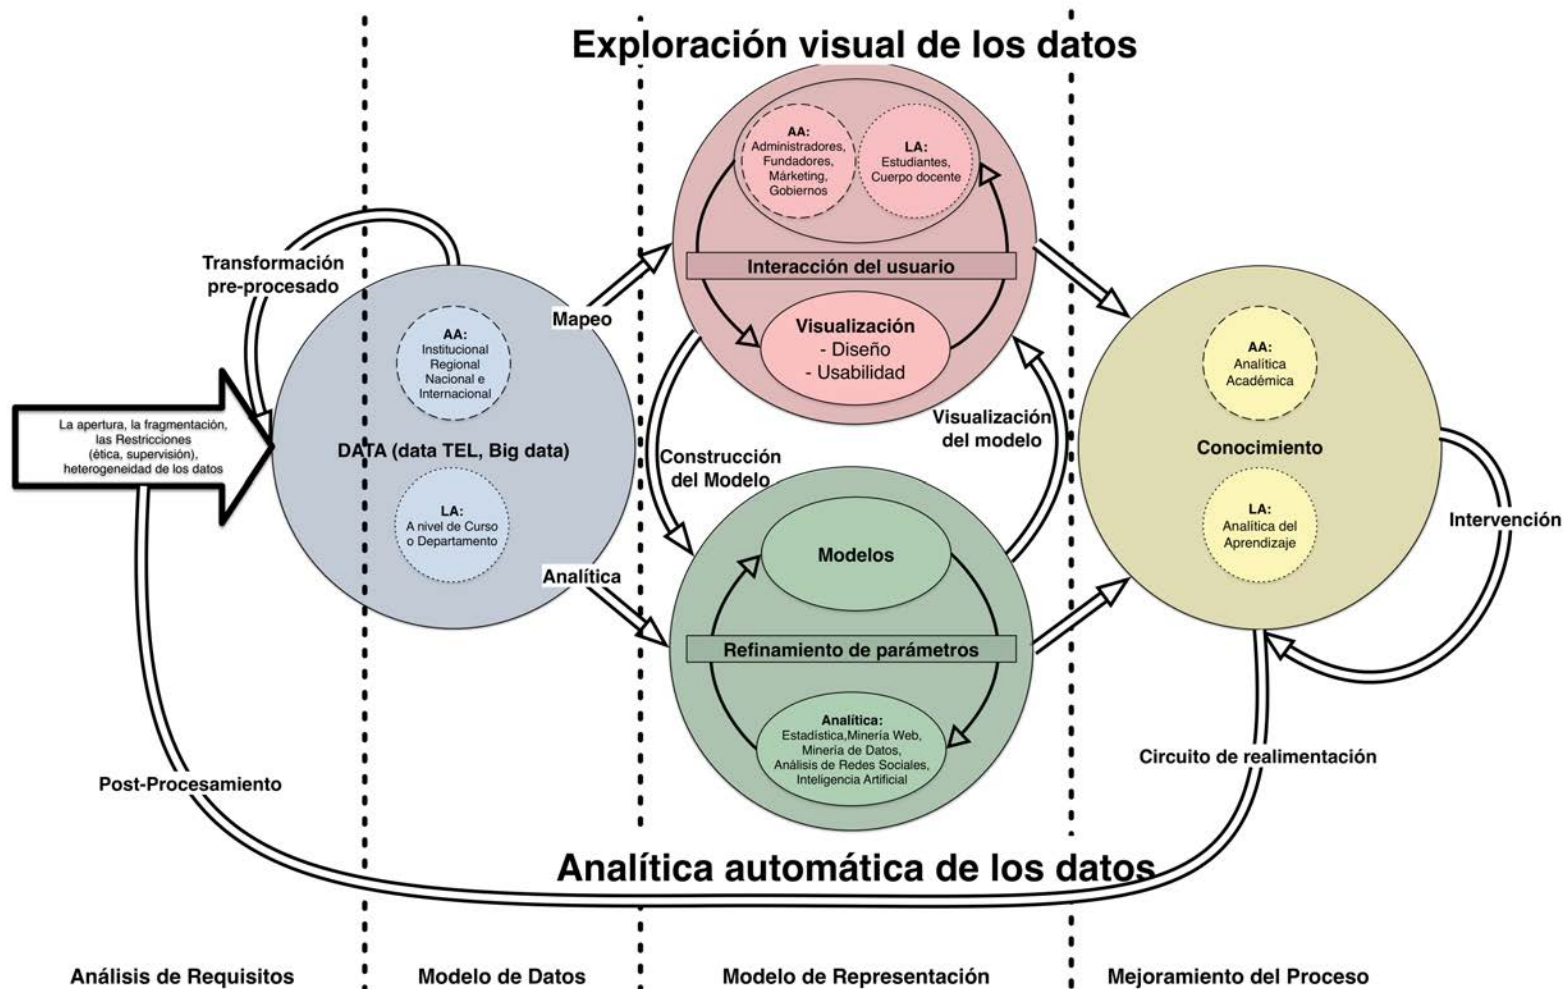 Exploración visual de los datos
AA:
Administradores,
Fundadores,
Márketing,
Gobiernos
LA:
Estudiantes,
Cuerpo docente
Interacción del usuario
Visualización
- Diseño
- Usabilidad
Transformación
pre-procesado
Mapeo
AA:
Institucional
Regional
Nacional e
Internacional
DATA (data TEL, Big data)
LA:
A nivel de Curso
o Departamento
La apertura, la fragmentación,
las Restricciones
(ética, supervisión),
heterogeneidad de los datos
Analítica
Construcción
del Modelo
Visualización
del modelo
Modelos
Refinamiento de parámetros
Analítica:
Estadística,Minería Web,
Minería de Datos,
Análisis de Redes Sociales,
Inteligencia Artificial
AA:
Analítica
Académica
Conocimiento
LA:
Analítica del
Aprendizaje
Intervención
Circuito de realimentación
Post-Procesamiento
Analítica automática de los datos
Análisis de Requisitos
Modelo de Datos
Modelo de Representación
Mejoramiento del Proceso